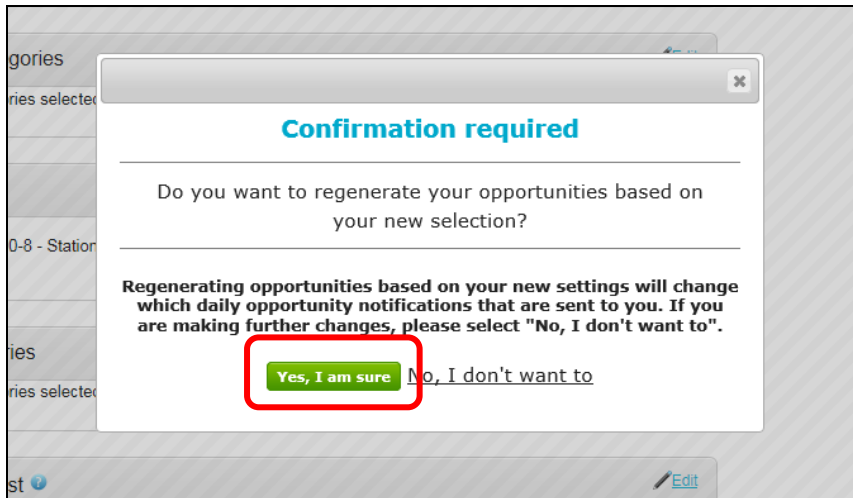 gories
Edit
ries selected
Confirmation required
Do you want to regenerate your opportunities based on
your new selection?
0-8 - Station
Regenerating opportunities based on your new settings will change
which daily opportunity notifications that are sent to you. If you
are making further changes, please select "No, I don't want to".
ries
Yes, I am sure No, I don't want to
ries selected
st
Edit